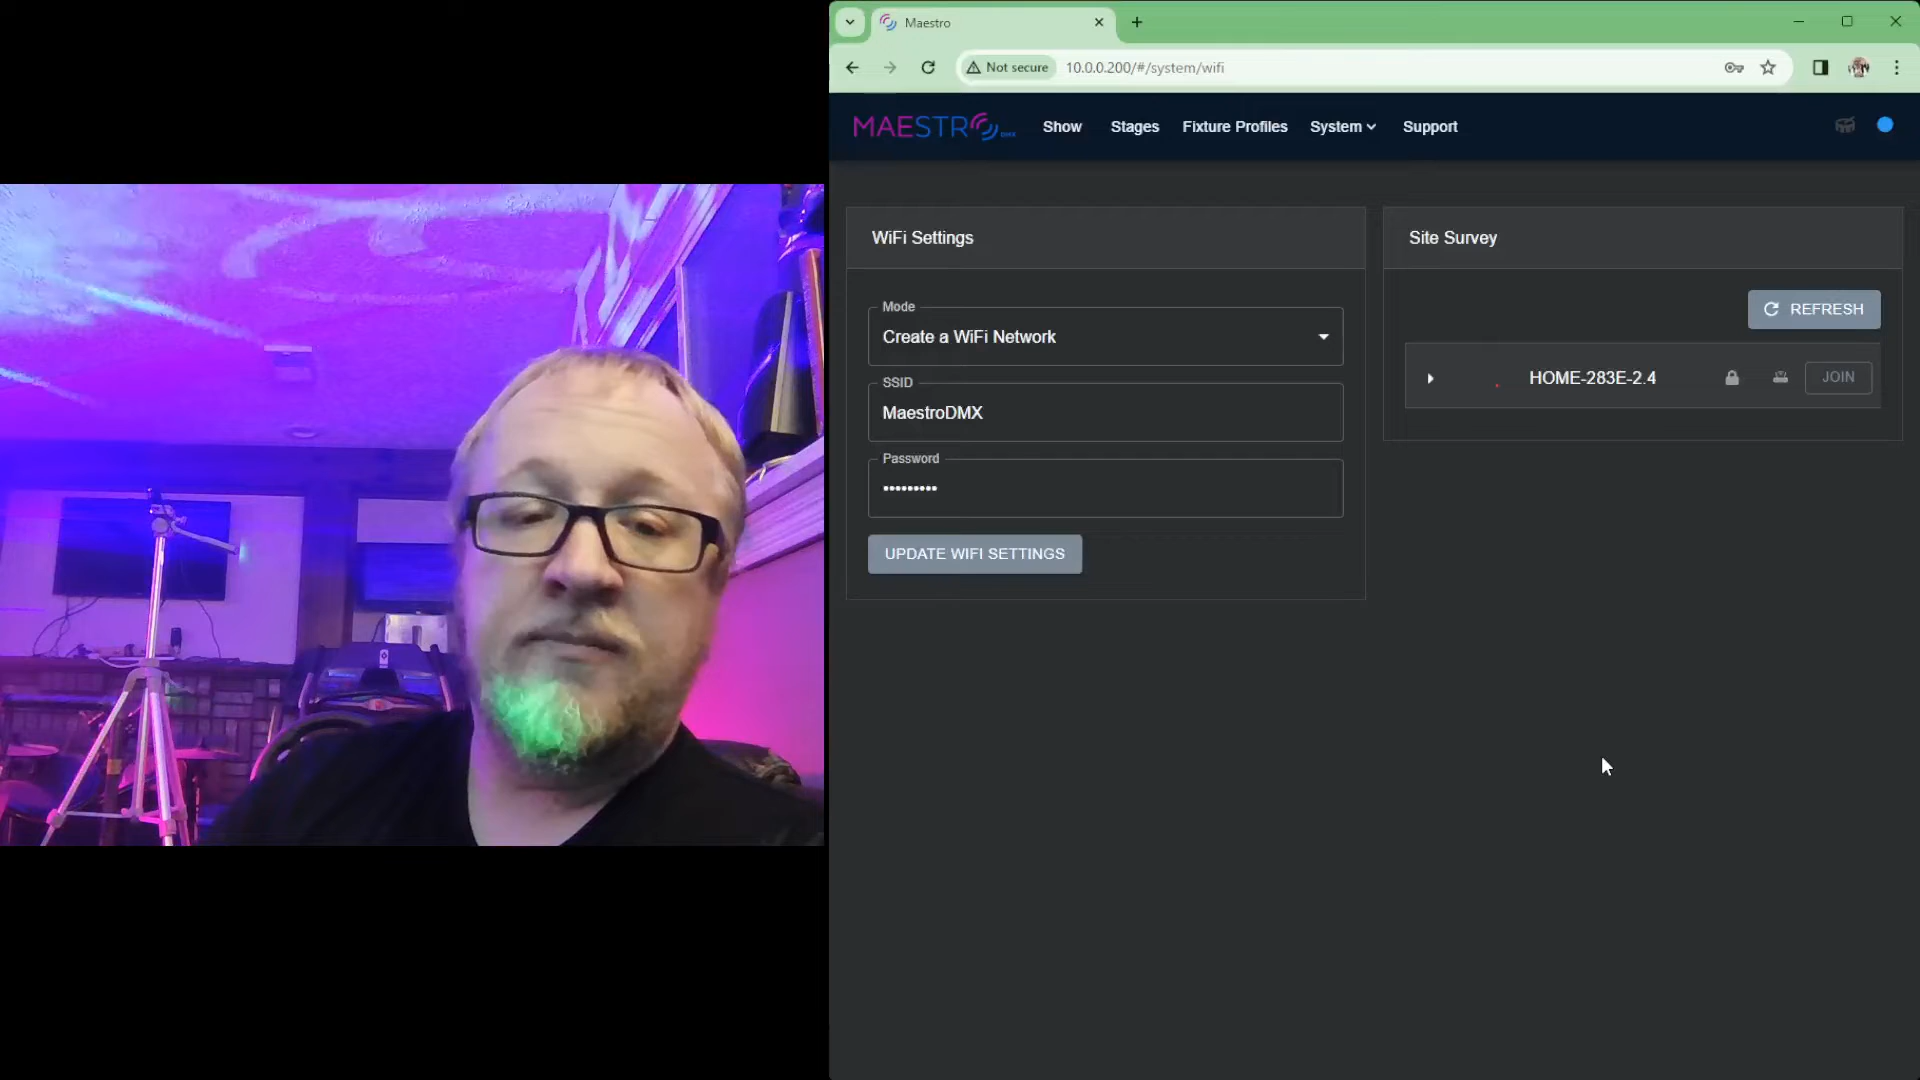 Maestro
Not secure 10.0.0.200/#/system/wifi
MAESTRO DMX Show Stages Fixture Profiles System Support
WiFi Settings
Mode
Create a WiFi Network
SSID
MaestroDMX
Password
•••••••••
UPDATE WIFI SETTINGS
Site Survey
REFRESH
HOME-283E-2.4 JOIN